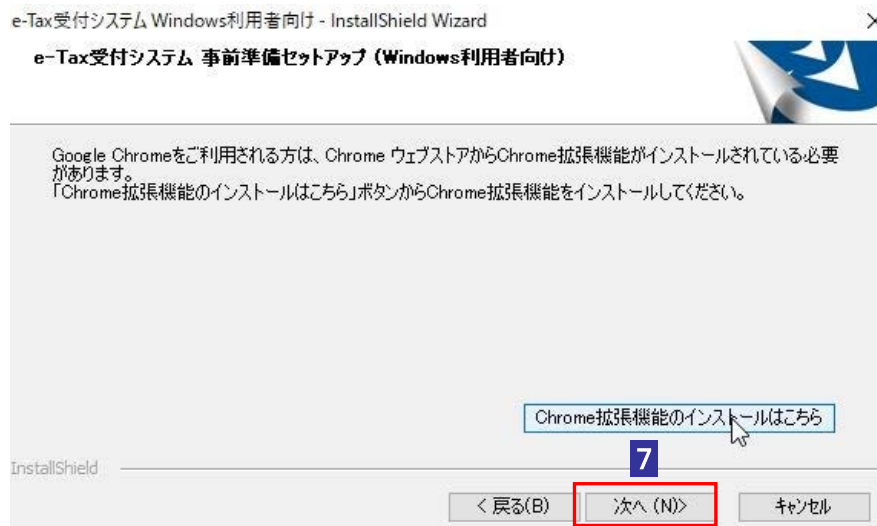 e-Tax受付システム Windows利用者向け - InstallShield Wizard
e-Tax受付システム 事前準備セットアップ (Windows利用者向け)
Google Chromeをご利用される方は、Chrome ウェブストアからChrome拡張機能がインストールされている必要
があります。
「Chrome拡張機能のインストールはこちら」ボタンからChrome拡張機能をインストールしてください。
Chrome拡張機能のインストールはこちら
7
InstallShield
< 戻る(B)
次へ (N)>
キャンセル